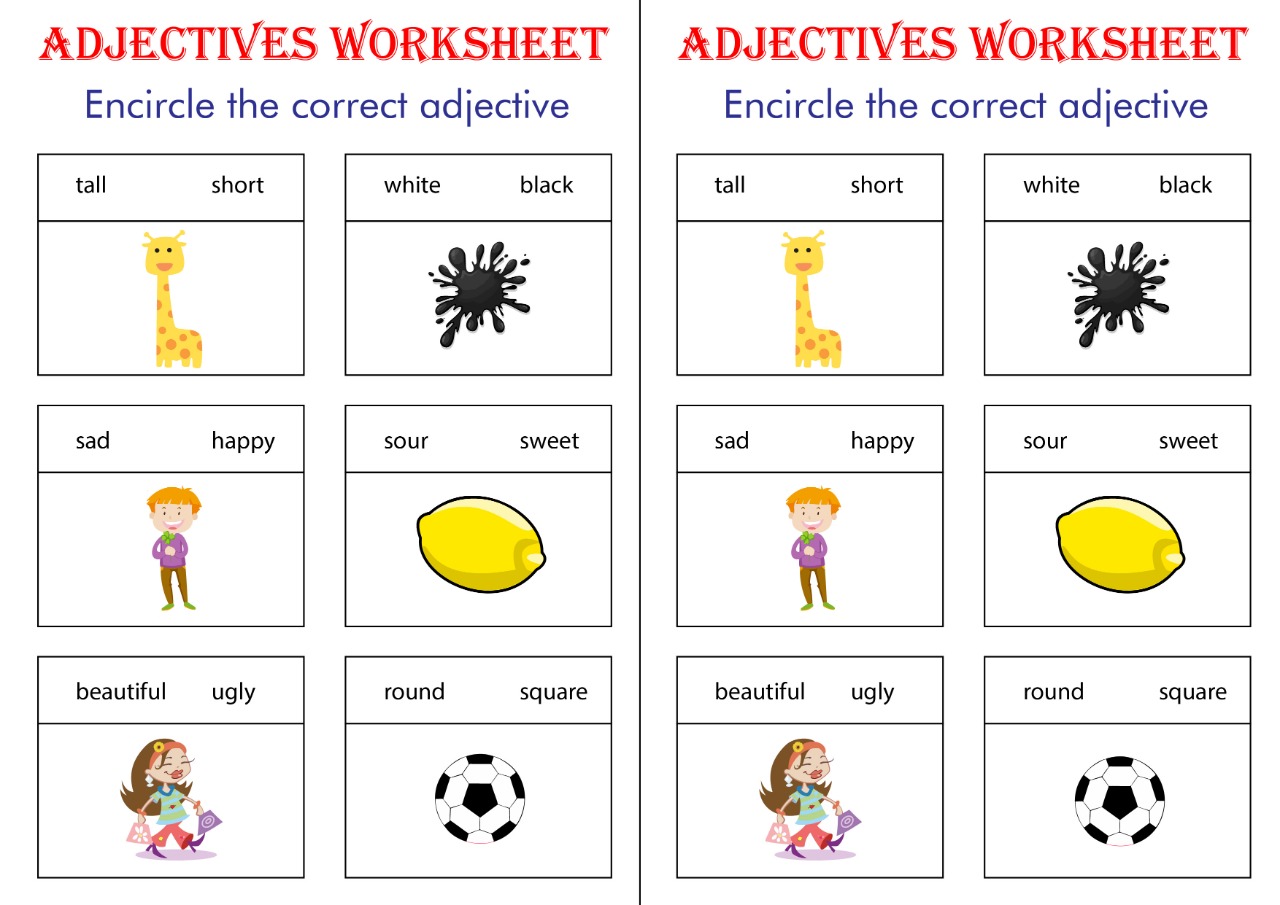 ADJECTIVES WORKSHEET
Encircle the correct adjective
tall short
white black
sad happy
sour sweet
beautiful ugly
round square
ADJECTIVES WORKSHEET
Encircle the correct adjective
tall short
white black
sad happy
sour sweet
beautiful ugly
round square